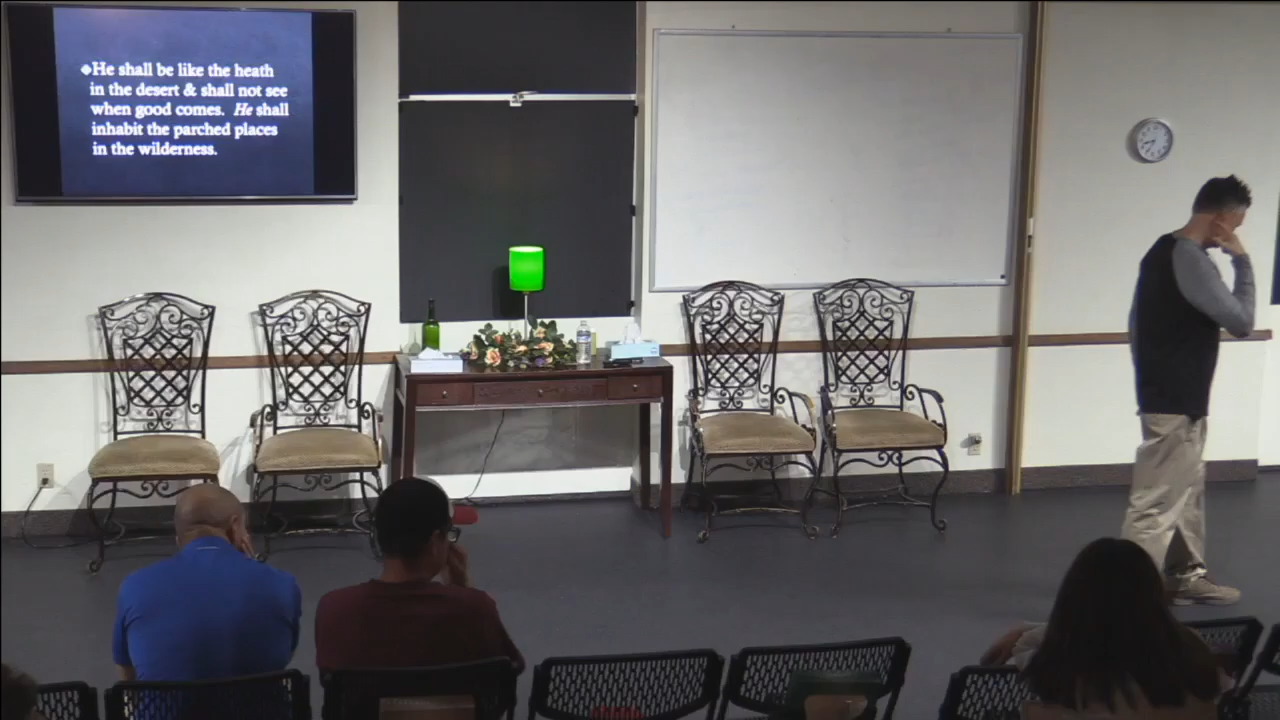 ❖He shall be like the heath
in the desert & shall not see
when good comes. He shall
inhabit the parched places
in the wilderness.